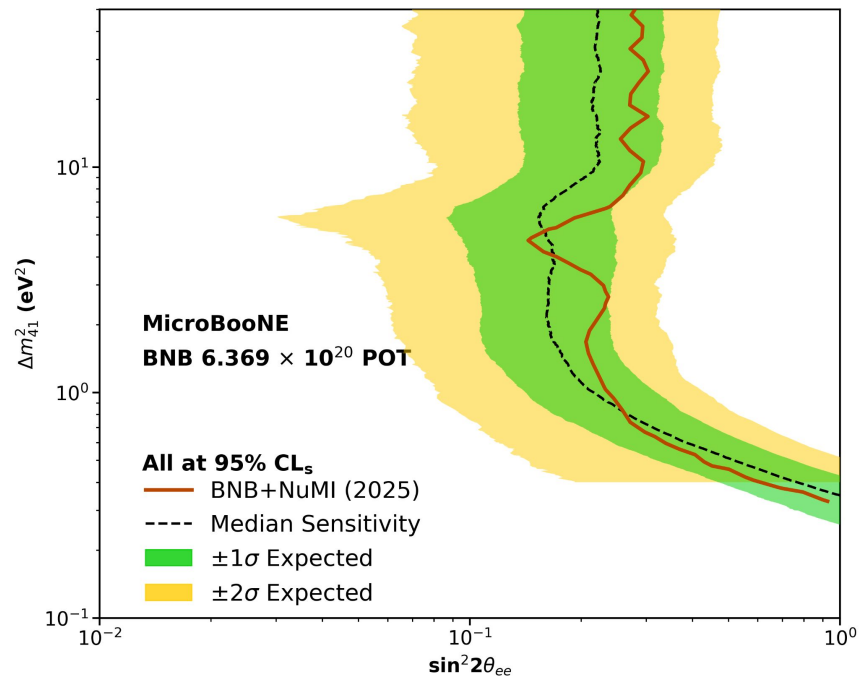 10¹
10⁰
10⁻¹
Δm²₄₁ (eV²)
MicroBooNE
BNB 6.369 × 10²⁰ POT
All at 95% CLₛ
BNB+NuMI (2025)
Median Sensitivity
±1σ Expected
±2σ Expected
10⁻² 10⁻¹ 10⁰
sin²2θₑₑ